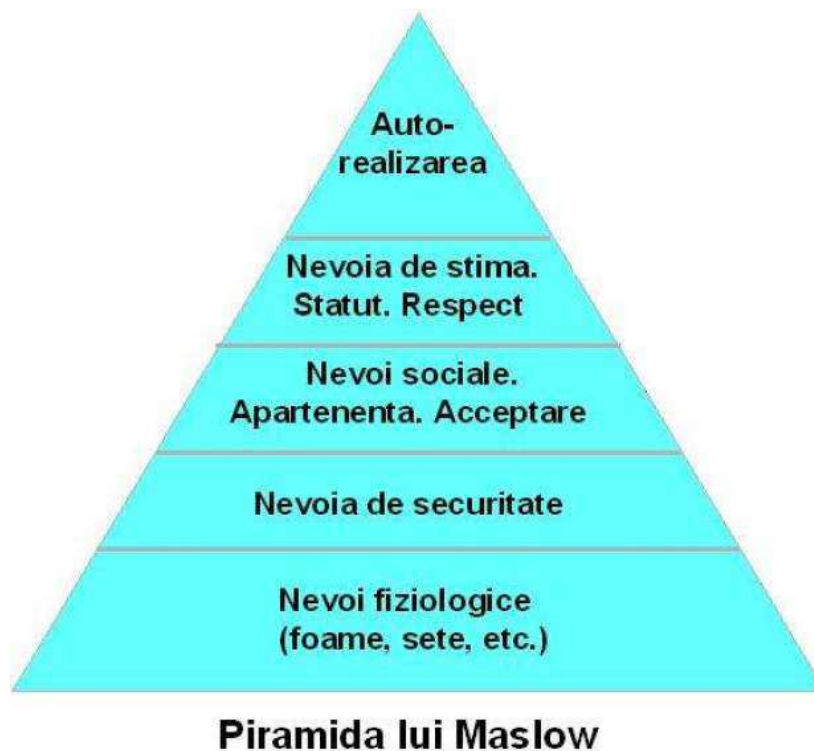 Auto-
realizarea
Nevoia de stima.
Statut. Respect
Nevoi sociale.
Apartenenta. Acceptare
Nevoia de securitate
Nevoi fiziologice
(foame, sete, etc.)
Piramida lui Maslow